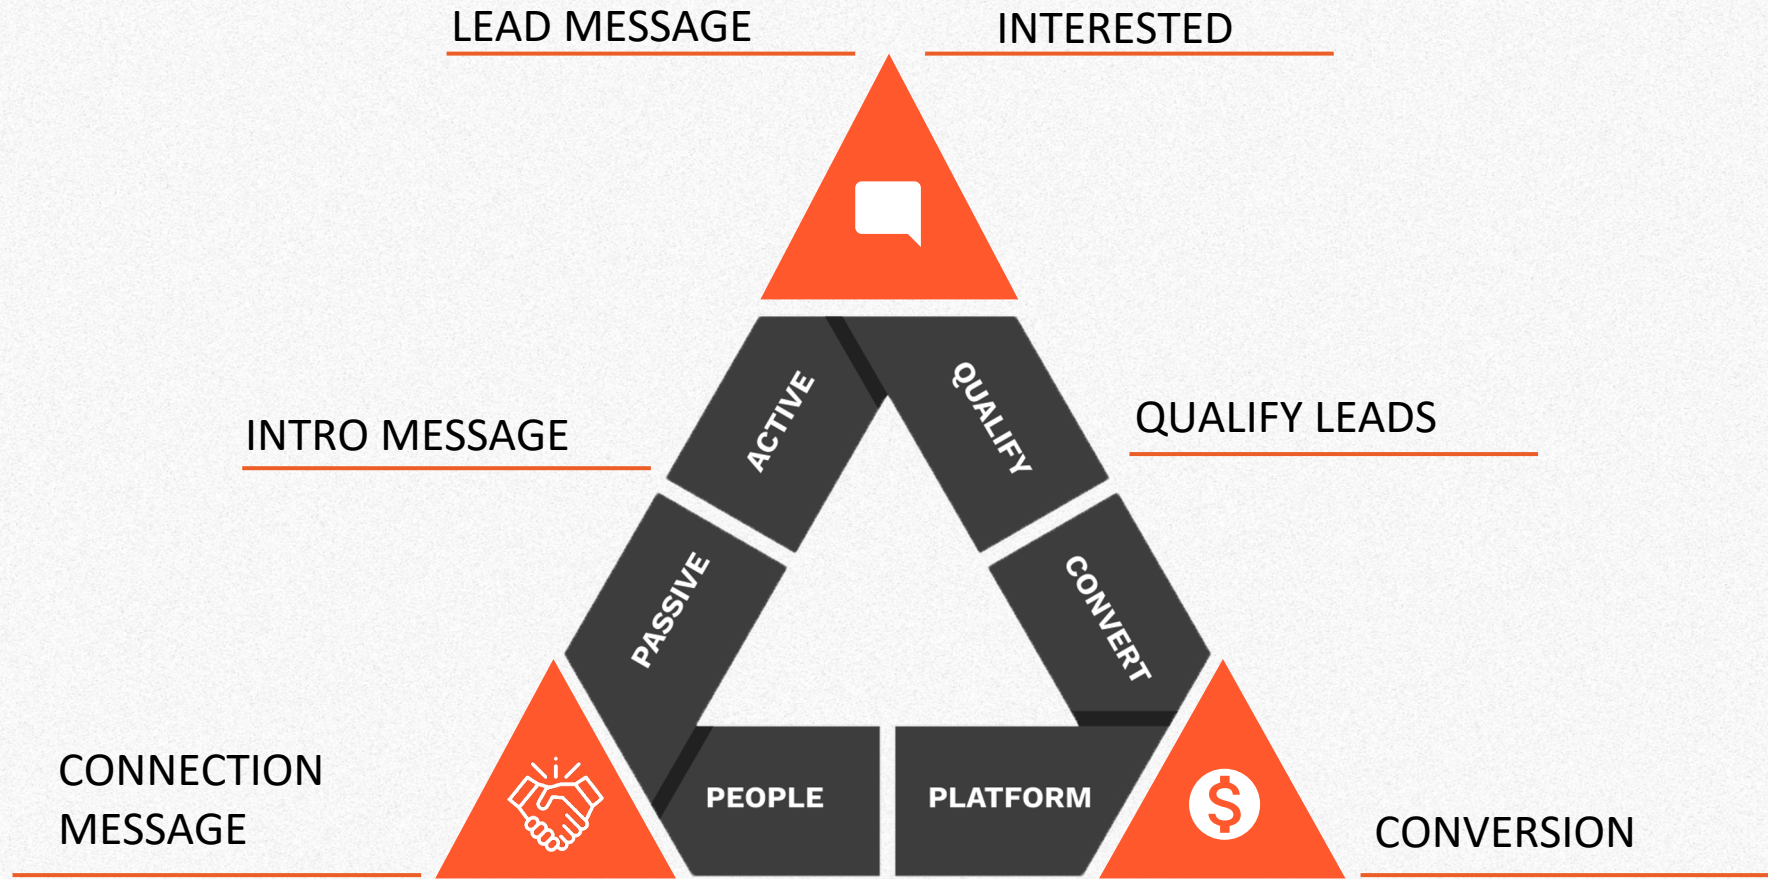 LEAD MESSAGE
INTERESTED
ACTIVE
QUALIFY
INTRO MESSAGE
QUALIFY LEADS
PASSIVE
CONVERT
CONNECTION
MESSAGE
PEOPLE
PLATFORM
$
CONVERSION